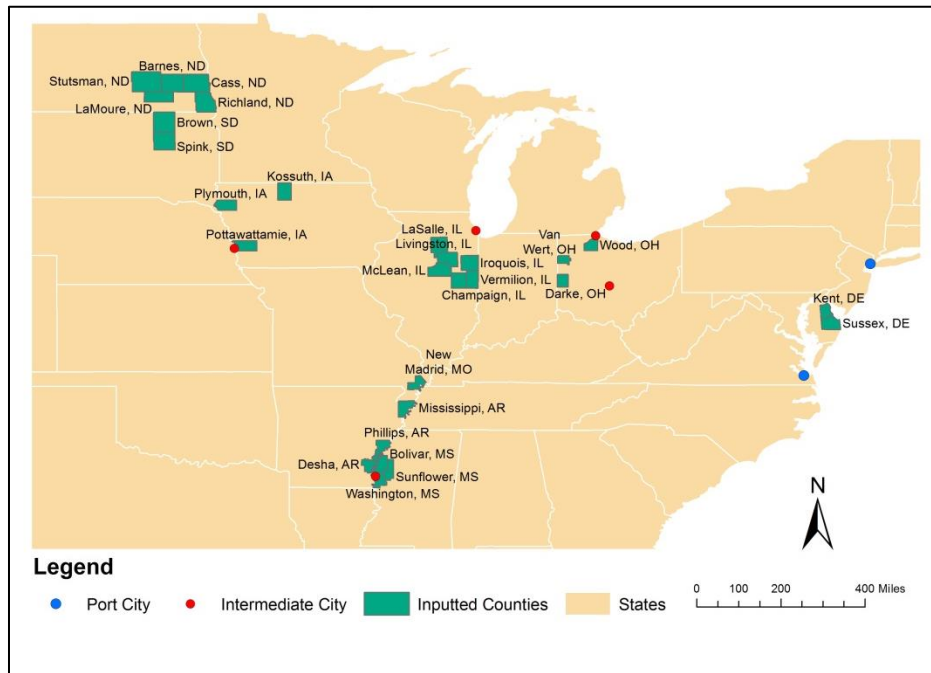 Barnes, ND
Stutsman, ND
Cass, ND
Richland, ND
LaMoure, ND
Brown, SD
Spink, SD
Kossuth, IA
Plymouth, IA
Pottawattamie, IA
LaSalle, IL
Livingston, IL
Iroquois, IL
McLean, IL
Vermilion, IL
Champaign, IL
Van
Wert, OH
Wood, OH
Darke, OH
Kent, DE
Sussex, DE
New
Madrid, MO
Mississippi, AR
Phillips, AR
Bolivar, MS
Desha, AR
Sunflower, MS
Washington, MS
N
Legend
Port City
Intermediate City
Inputted Counties
States
0 100 200 400 Miles